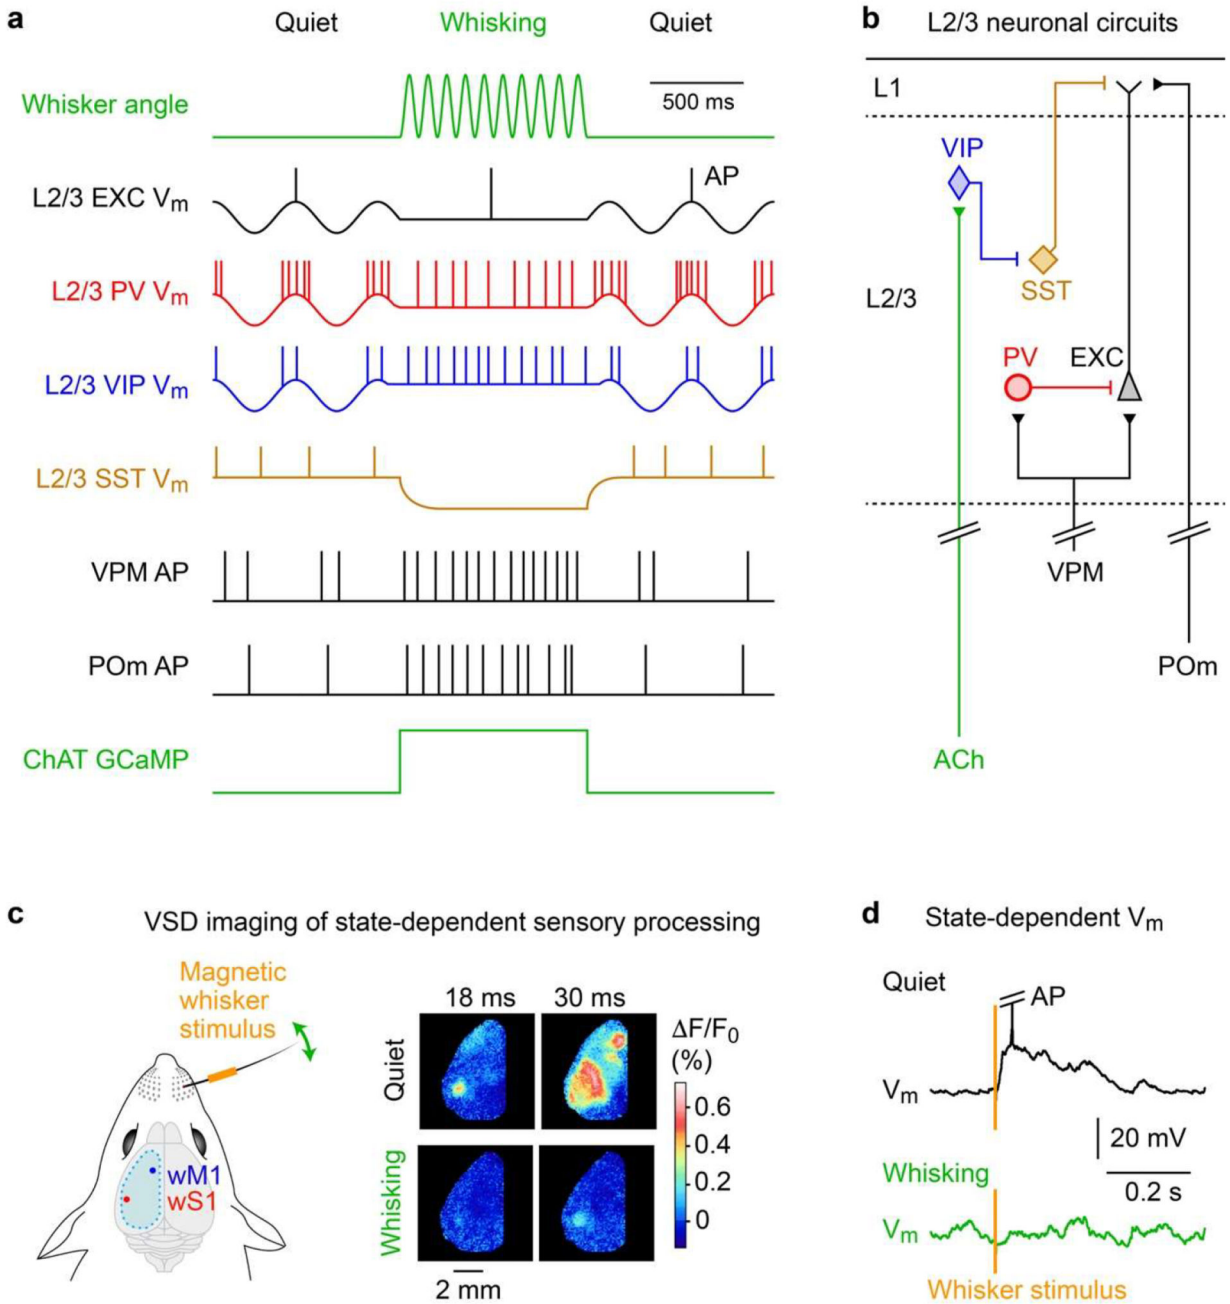 a
Quiet
Whisking
Quiet
Whisker angle
500 ms
L2/3 EXC Vm
AP
L2/3 PV Vm
L2/3 VIP Vm
L2/3 SST Vm
VPM AP
POm AP
ChAT GCaMP
b
L2/3 neuronal circuits
L1
VIP
L2/3
SST
PV
EXC
VPM
POm
ACh
c
VSD imaging of state-dependent sensory processing
Magnetic
whisker
stimulus
wM1
wS1
18 ms
30 ms
Quiet
Whisking
ΔF/F0
(%)
0.6
0.4
0.2
0
2 mm
d
State-dependent Vm
Quiet
AP
Vm
20 mV
0.2 s
Whisking
Vm
Whisker stimulus